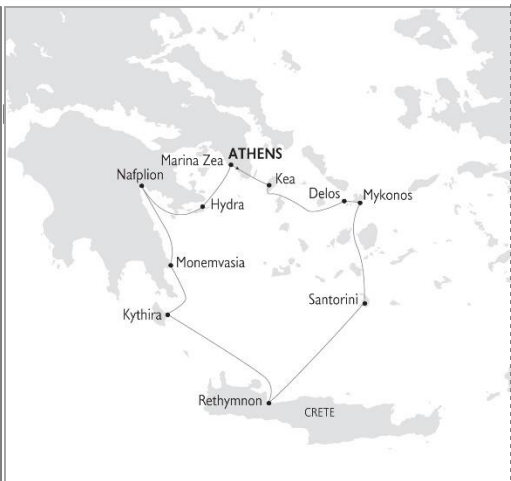 Marina Zea
ATHENS
Nafplion
Kea
Delos
Mykonos
Hydra
Monemvasia
Santorini
Kythira
Rethymnon
CRETE